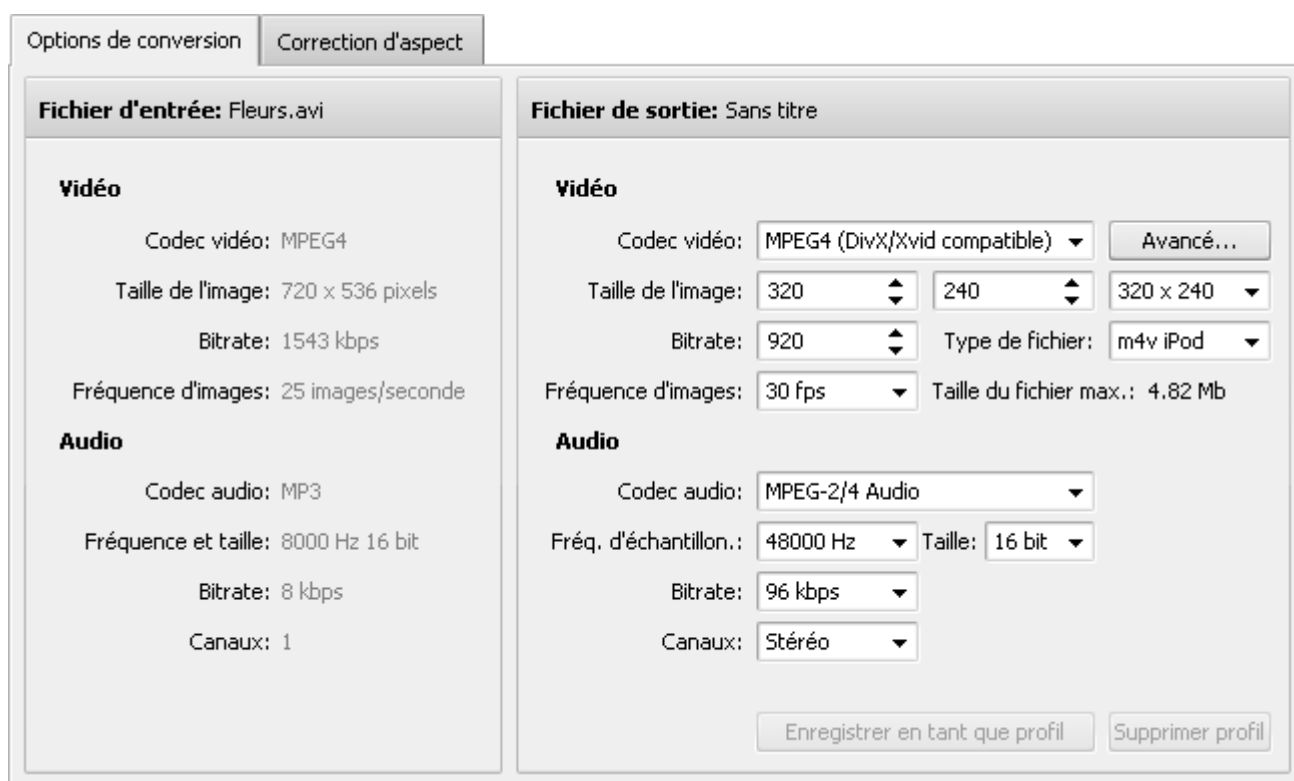 Options de conversion
Correction d'aspect
Fichier d'entrée: Fleurs.avi
Vidéo
Codec vidéo: MPEG4
Taille de l'image: 720 x 536 pixels
Bitrate: 1543 kbps
Fréquence d'images: 25 images/seconde
Audio
Codec audio: MP3
Fréquence et taille: 8000 Hz 16 bit
Bitrate: 8 kbps
Canaux: 1
Fichier de sortie: Sans titre
Vidéo
Codec vidéo: MPEG4 (DivX/Xvid compatible) Avancé...
Taille de l'image: 320 240 320 x 240
Bitrate: 920 Type de fichier: m4v iPod
Fréquence d'images: 30 fps Taille du fichier max.: 4.82 Mb
Audio
Codec audio: MPEG-2/4 Audio
Fréq. d'échantillon.: 48000 Hz Taille: 16 bit
Bitrate: 96 kbps
Canaux: Stéréo
Enregistrer en tant que profil Supprimer profil